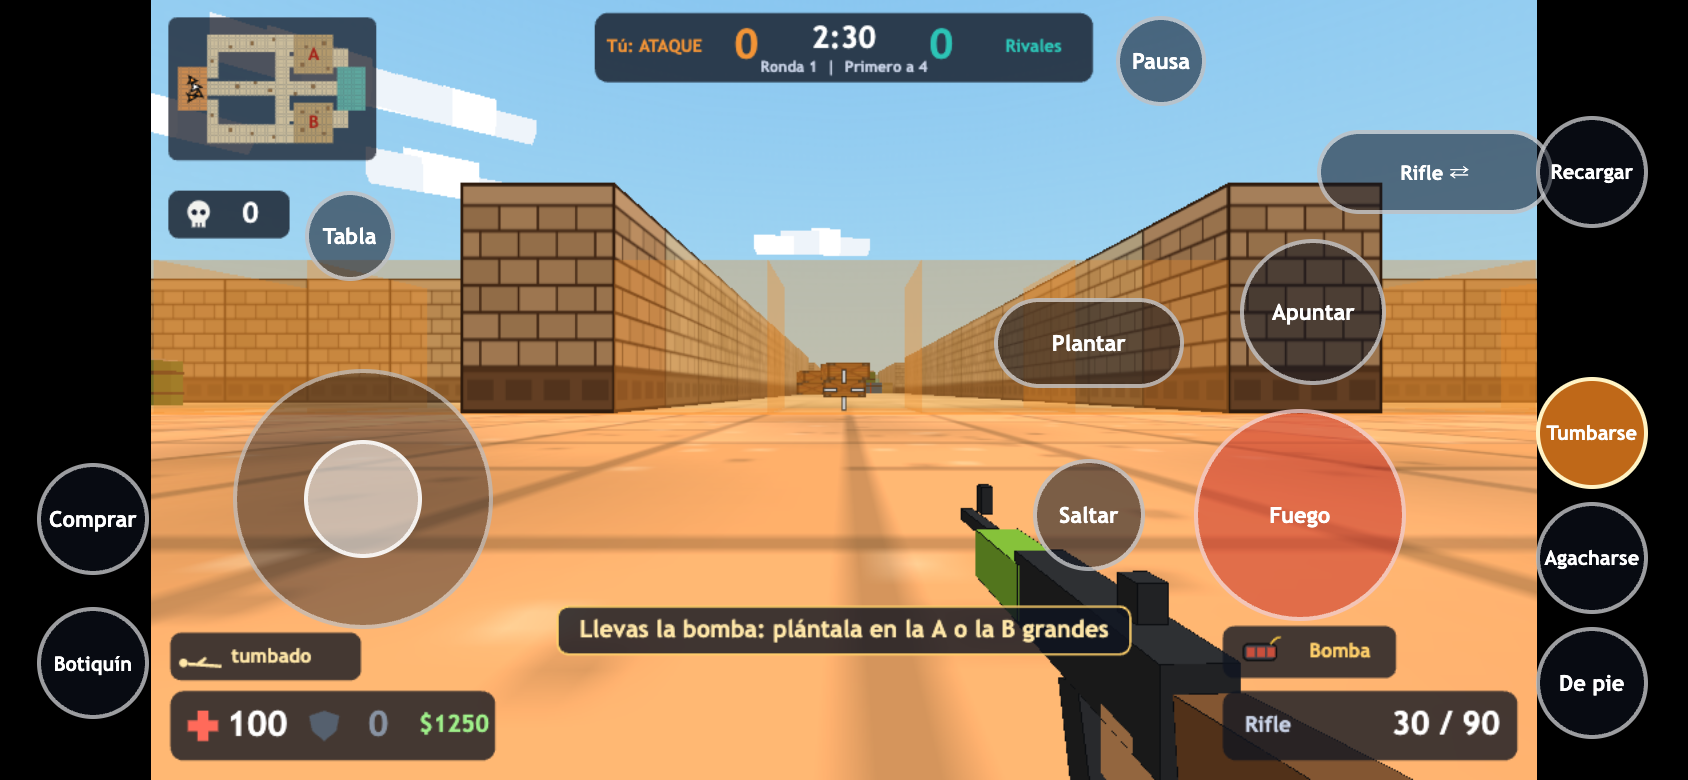 A
B
Tú: ATAQUE
0
2:30
0
Rivales
Ronda 1 | Primero a 4
Pausa
Rifle ⇄
Recargar
0
Tabla
Apuntar
Plantar
Tumbarse
Comprar
Saltar
Fuego
Agacharse
Llevas la bomba: plántala en la A o la B grandes
Botiquín
tumbado
Bomba
De pie
100
0
$1250
Rifle
30 / 90